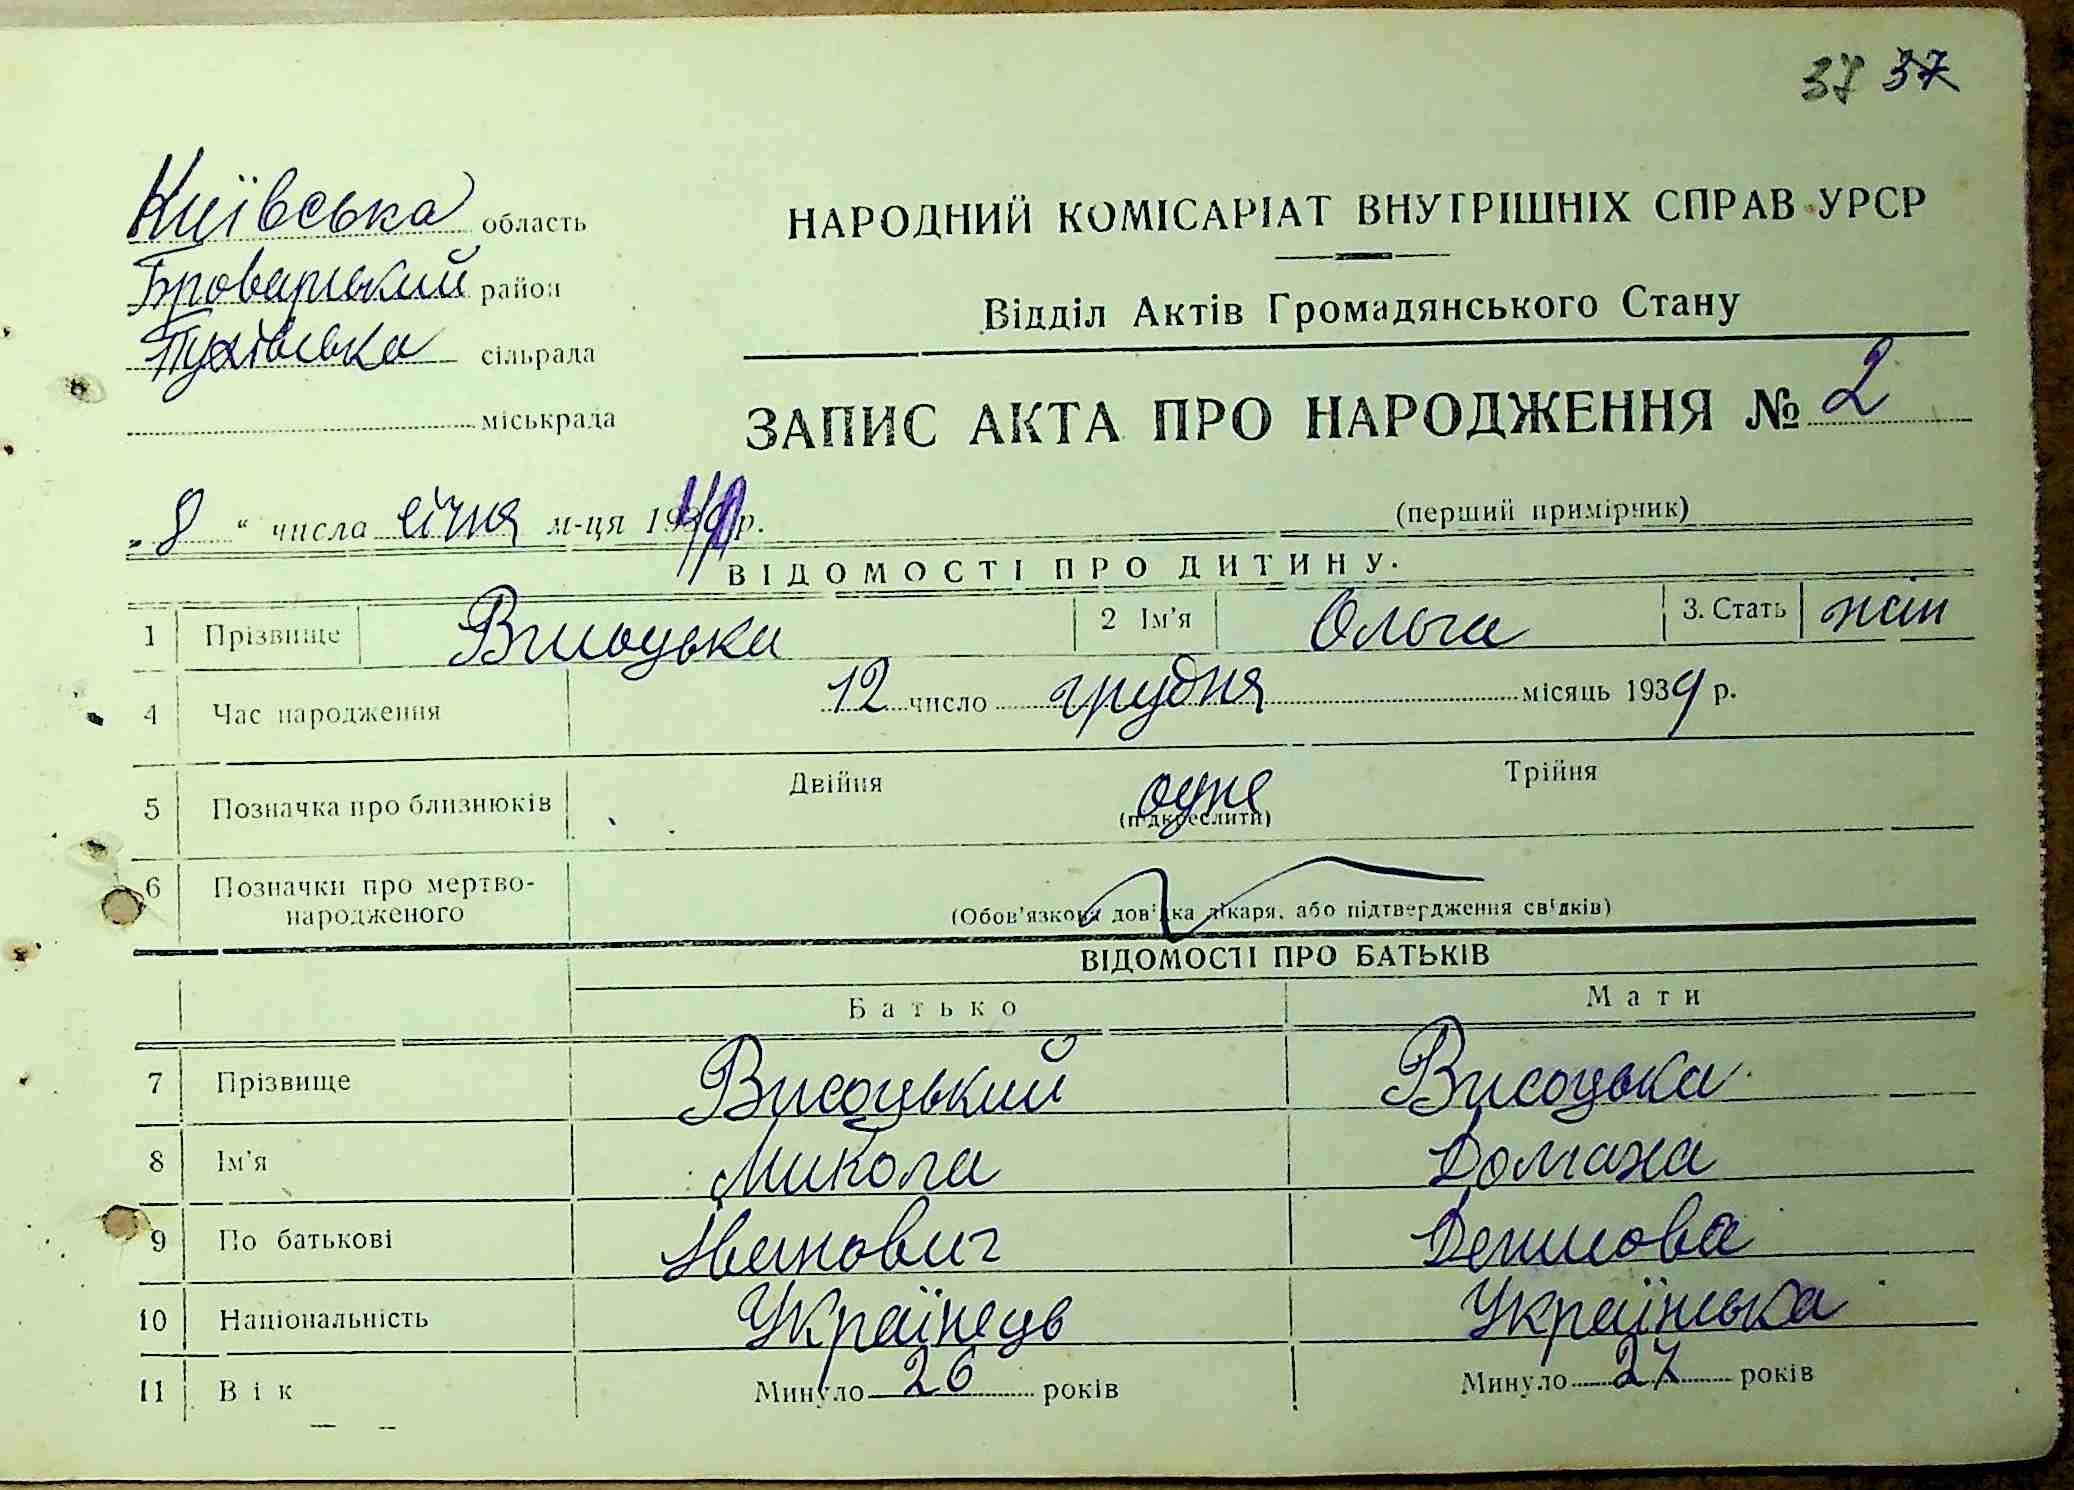 37 37
Київська область
Броварський район
Пухівська сільрада
міськрада
НАРОДНИЙ КОМІСАРІАТ ВНУТРІШНІХ СПРАВ УРСР
Відділ Актів Громадянського Стану
ЗАПИС АКТА ПРО НАРОДЖЕННЯ № 2
„8“ числа січня м-ця 1940 р.
(перший примірник)
ВІДОМОСТІ ПРО ДИТИНУ.
1 Прізвище Висоцька 2 Ім'я Ольга 3. Стать жін
4 Час народження 12 число грудня місяць 1939 р.
5 Позначка про близнюків Двійня одне Трійня
(підкреслити)
6 Позначки про мертво-
народженого
(Обов'язкова довідка лікаря, або підтвердження свідків)
ВІДОМОСТІ ПРО БАТЬКІВ
Батько Мати
7 Прізвище Висоцький Висоцька
8 Ім'я Микола Домаха
9 По батькові Іванович Денисова
10 Національність Українець Українська
11 Вік Минуло 26 років Минуло 27 років